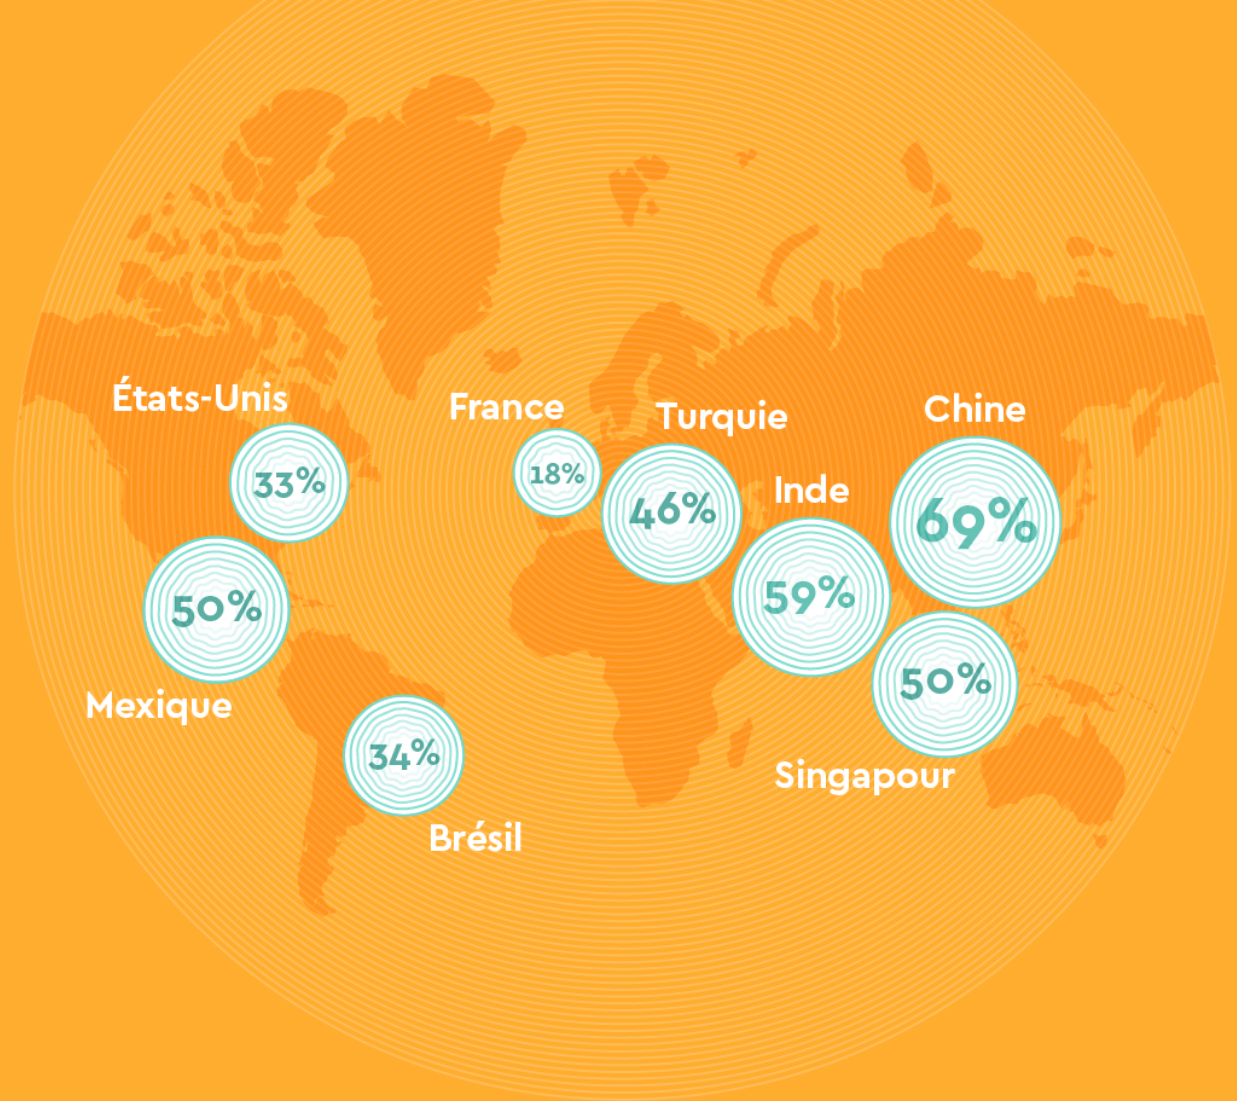 États-Unis
33%
France
18%
Turquie
46%
Chine
69%
Inde
59%
50%
Mexique
50%
Singapour
34%
Brésil